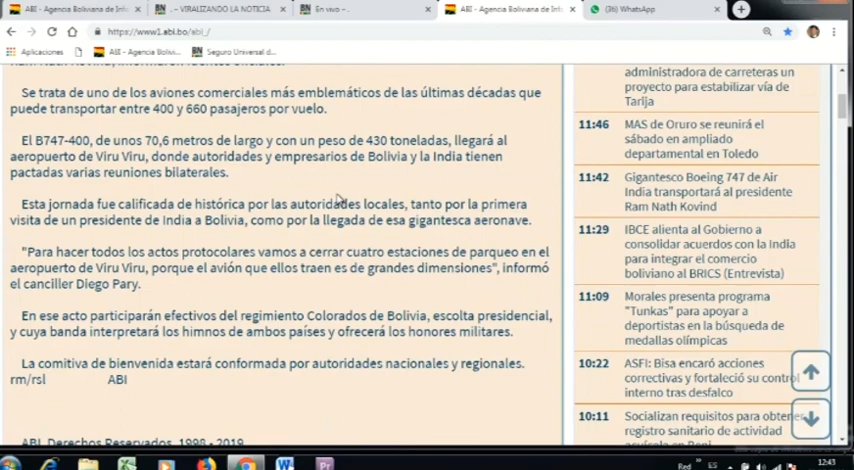 ABI - Agencia Boliviana de Inf
. – VIRALIZANDO LA NOTICIA
En vivo – .
ABI - Agencia Boliviana de Inf
(36) WhatsApp
https://www1.abi.bo/abi_/
Aplicaciones
ABI - Agencia Bolivi...
Seguro Universal d...
Ram Nath Kovind, informaron fuentes oficiales.
Se trata de uno de los aviones comerciales más emblemáticos de las últimas décadas que
puede transportar entre 400 y 660 pasajeros por vuelo.
El B747-400, de unos 70,6 metros de largo y con un peso de 430 toneladas, llegará al
aeropuerto de Viru Viru, donde autoridades y empresarios de Bolivia y la India tienen
pactadas varias reuniones bilaterales.
Esta jornada fue calificada de histórica por las autoridades locales, tanto por la primera
visita de un presidente de India a Bolivia, como por la llegada de esa gigantesca aeronave.
"Para hacer todos los actos protocolares vamos a cerrar cuatro estaciones de parqueo en el
aeropuerto de Viru Viru, porque el avión que ellos traen es de grandes dimensiones", informó
el canciller Diego Pary.
En ese acto participarán efectivos del regimiento Colorados de Bolivia, escolta presidencial,
y cuya banda interpretará los himnos de ambos países y ofrecerá los honores militares.
La comitiva de bienvenida estará conformada por autoridades nacionales y regionales.
rm/rsl ABI
ABI. Derechos Reservados. 1998 - 2019
administradora de carreteras un
proyecto para estabilizar vía de
Tarija
11:46 MAS de Oruro se reunirá el
sábado en ampliado
departamental en Toledo
11:42 Gigantesco Boeing 747 de Air
India transportará al presidente
Ram Nath Kovind
11:29 IBCE alienta al Gobierno a
consolidar acuerdos con la India
para integrar el comercio
boliviano al BRICS (Entrevista)
11:09 Morales presenta programa
"Tunkas" para apoyar a
deportistas en la búsqueda de
medallas olímpicas
10:22 ASFI: Bisa encaró acciones
correctivas y fortaleció su control
interno tras desfalco
10:11 Socializan requisitos para obtener
registro sanitario de actividad
Red
ES
12:43